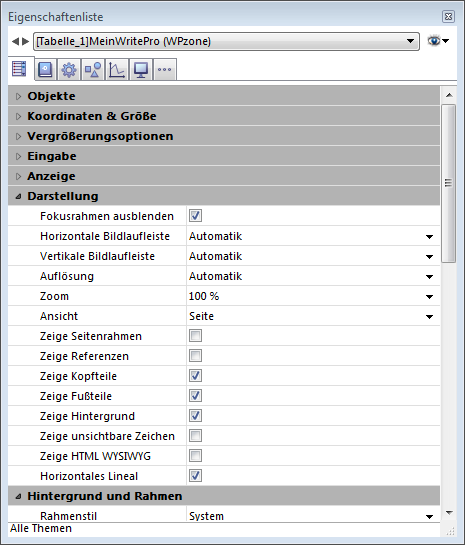 Eigenschaftenliste
[Tabelle_1]MeinWritePro (WPzone)
Objekte
Koordinaten & Größe
Vergrößerungsoptionen
Eingabe
Anzeige
Darstellung
Fokusrahmen ausblenden
Horizontale Bildlaufleiste Automatik
Vertikale Bildlaufleiste Automatik
Auflösung Automatik
Zoom 100 %
Ansicht Seite
Zeige Seitenrahmen
Zeige Referenzen
Zeige Kopfteile
Zeige Fußteile
Zeige Hintergrund
Zeige unsichtbare Zeichen
Zeige HTML WYSIWYG
Horizontales Lineal
Hintergrund und Rahmen
Rahmenstil System
Alle Themen